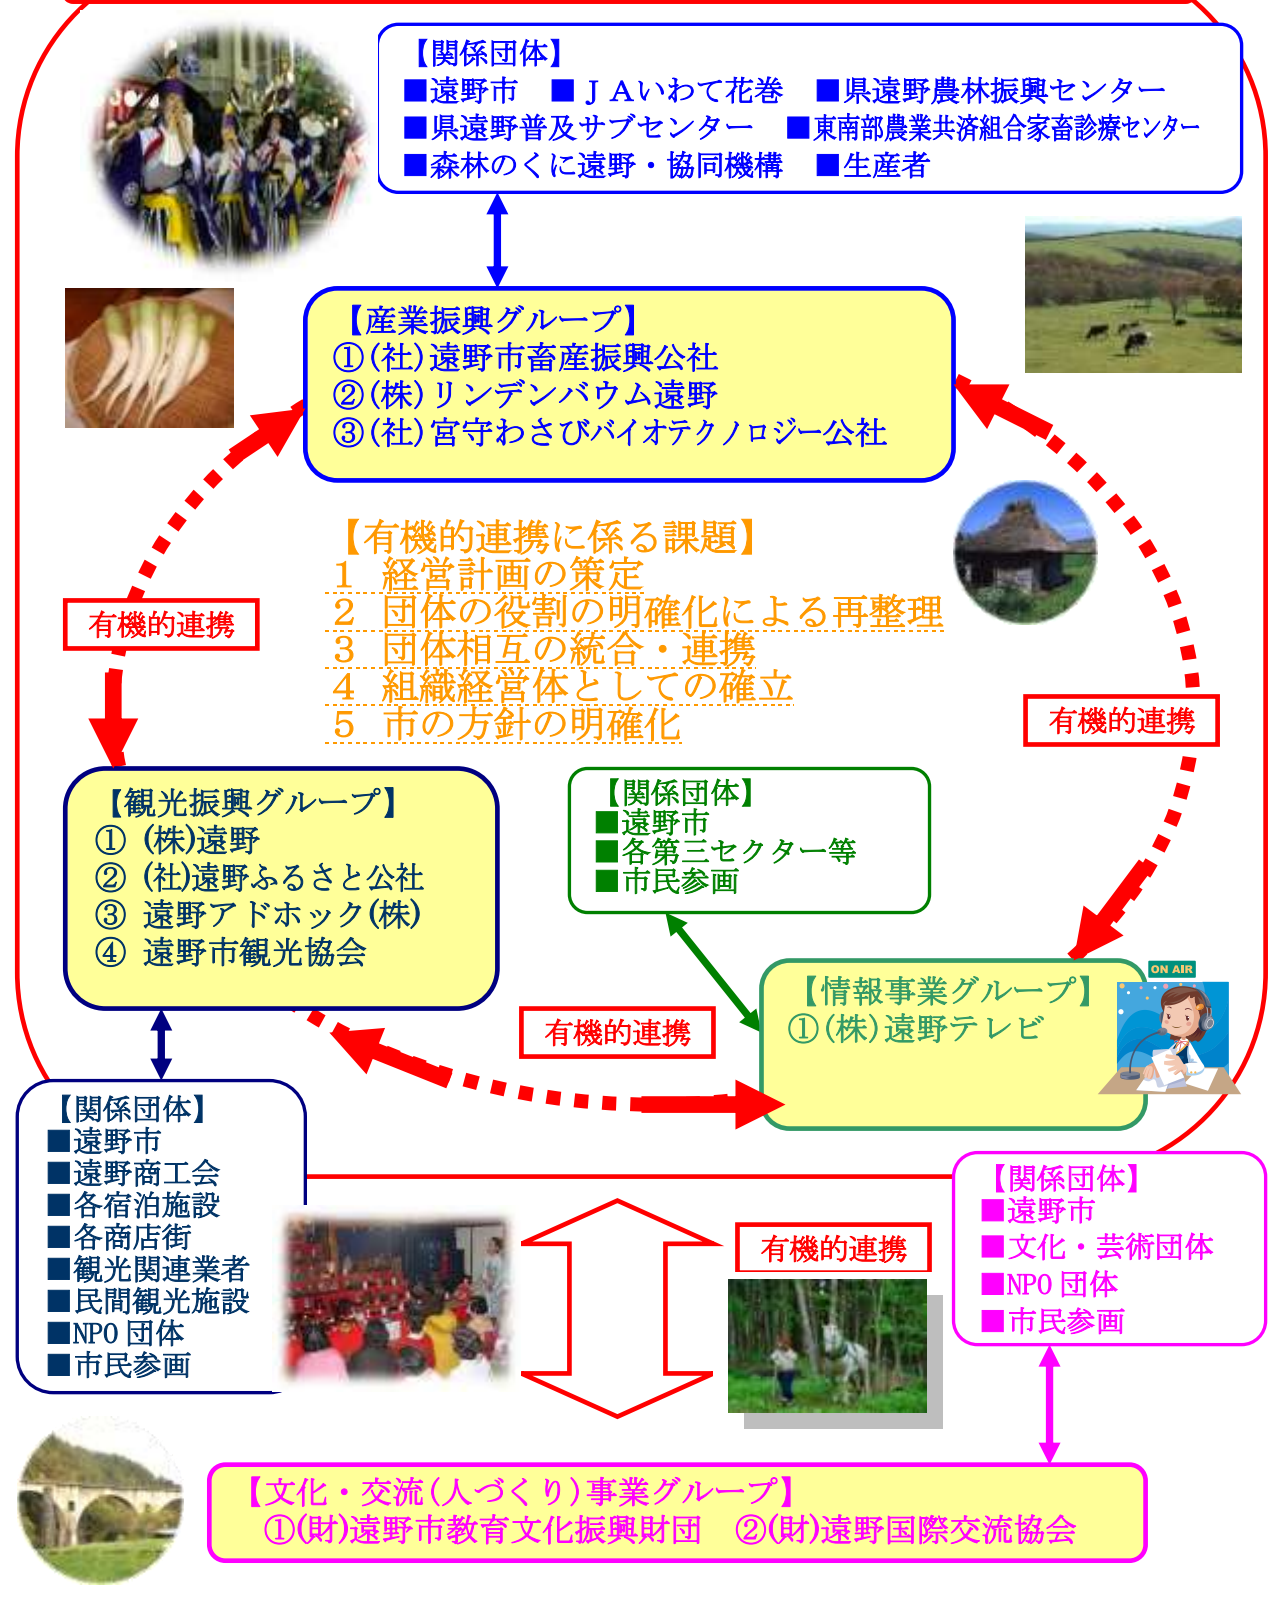 【関係団体】
■遠野市　■ＪＡいわて花巻　■県遠野農林振興センター
■県遠野普及サブセンター　■東南部農業共済組合家畜診療センター
■森林のくに遠野・協同機構　■生産者
【産業振興グループ】
①(社)遠野市畜産振興公社
②(株)リンデンバウム遠野
③(社)宮守わさびバイオテクノロジー公社
【有機的連携に係る課題】
１　経営計画の策定
２　団体の役割の明確化による再整理
３　団体相互の統合・連携
４　組織経営体としての確立
５　市の方針の明確化
有機的連携
有機的連携
【観光振興グループ】
① (株)遠野
② (社)遠野ふるさと公社
③ 遠野アドホック(株)
④ 遠野市観光協会
【関係団体】
■遠野市
■各第三セクター等
■市民参画
【情報事業グループ】
①(株)遠野テレビ
ON AIR
有機的連携
【関係団体】
■遠野市
■遠野商工会
■各宿泊施設
■各商店街
■観光関連業者
■民間観光施設
■NPO 団体
■市民参画
有機的連携
【関係団体】
■遠野市
■文化・芸術団体
■NPO 団体
■市民参画
【文化・交流(人づくり)事業グループ】
①(財)遠野市教育文化振興財団　②(財)遠野国際交流協会